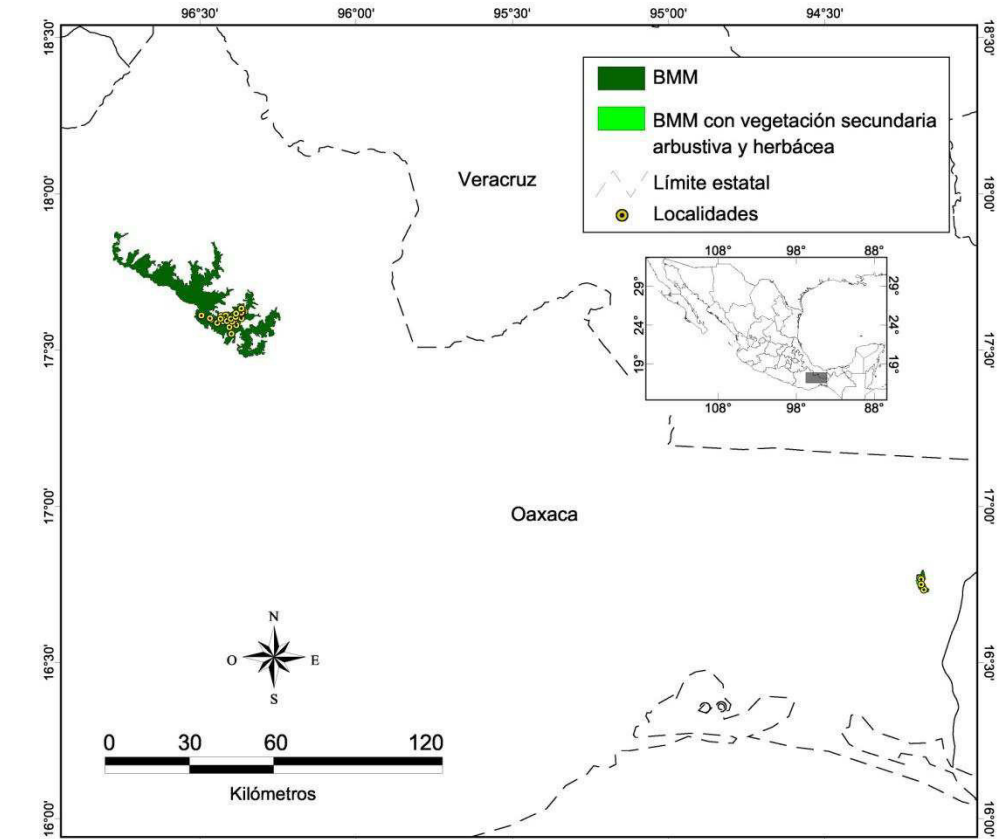 96°30'
96°00'
95°30'
95°00'
94°30'
18°30'
18°30'
BMM
BMM con vegetación secundaria
arbustiva y herbácea
Límite estatal
Localidades
Veracruz
18°00'
18°00'
108°
98°
88°
29°
29°
24°
24°
19°
19°
108°
98°
88°
17°30'
17°30'
17°00'
17°00'
Oaxaca
N
O
E
S
16°30'
16°30'
0
30
60
120
Kilómetros
16°00'
16°00'